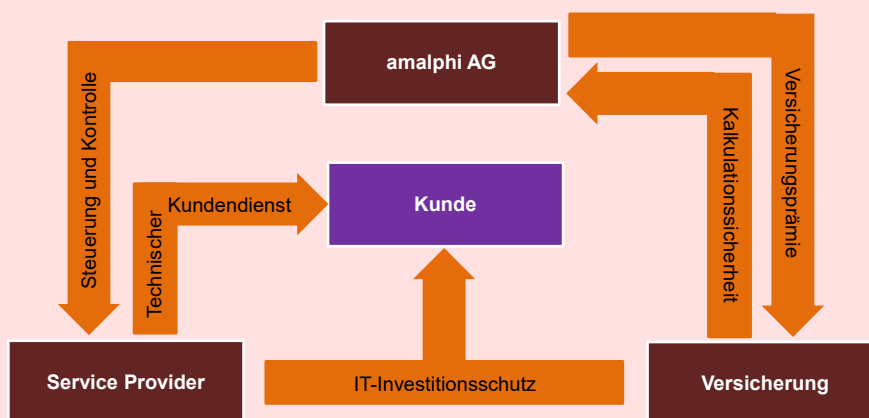 amalphi AG
Steuerung und Kontrolle
Versicherungsprämie
Kalkulationssicherheit
Technischer
Kundendienst
Kunde
Service Provider
IT-Investitionsschutz
Versicherung